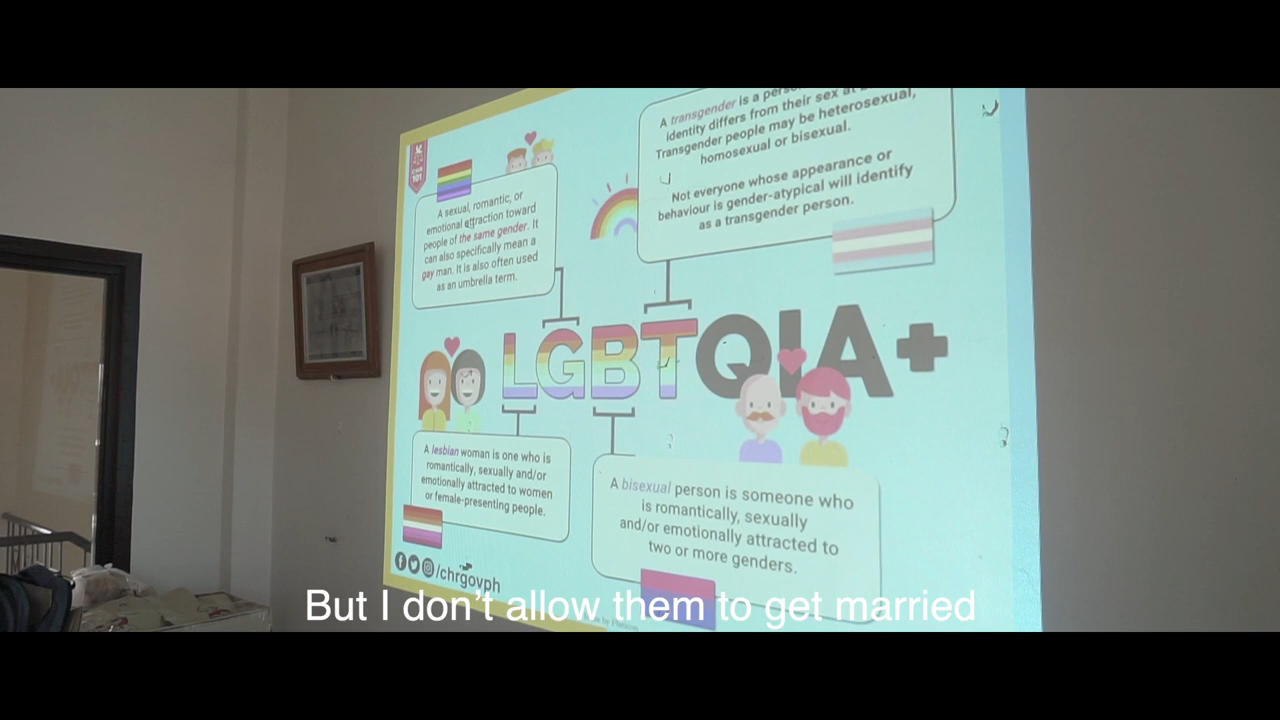 A transgender is a
identity differs from their sex at
Transgender people may be heterosexual,
homosexual or bisexual.
Not everyone whose appearance or
behaviour is gender-atypical will identify
as a transgender person.
101
A sexual, romantic, or
emotional attraction toward
people of the same gender. It
can also specifically mean a
gay man. It is also often used
as an umbrella term.
LGBTQIA+
A lesbian woman is one who is
romantically, sexually and/or
emotionally attracted to women
or female-presenting people.
A bisexual person is someone who
is romantically, sexually
and/or emotionally attracted to
two or more genders.
/chrgovph
But I don't allow them to get married